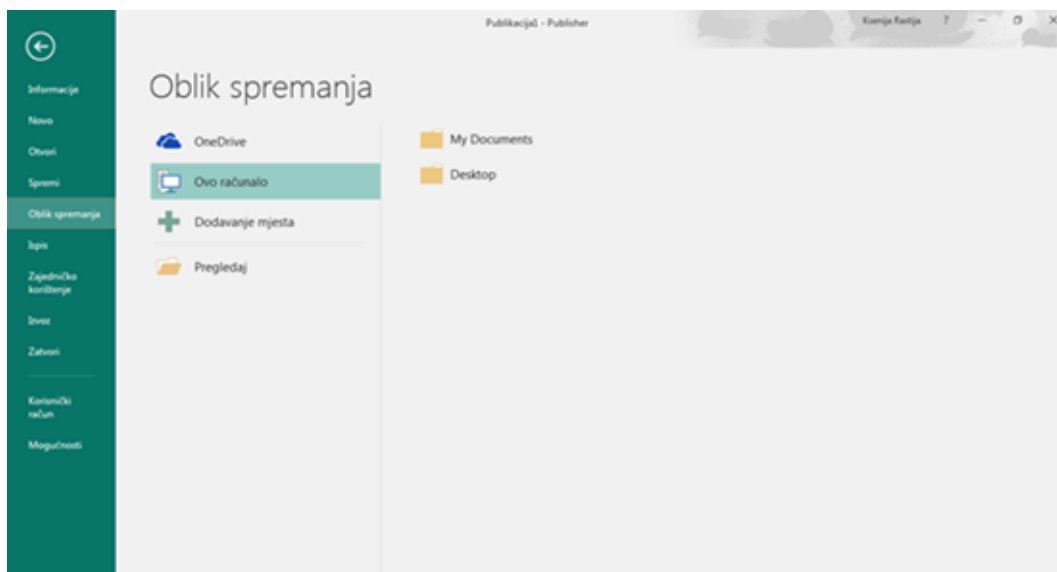 Publikacija1 - Publisher
Ksenija Rastija ?
Informacije
Novo
Otvori
Spremi
Oblik spremanja
Ispis
Zajedničko
korištenje
Izvoz
Zatvori
Korisnički
račun
Mogućnosti
Oblik spremanja
OneDrive
Ovo računalo
Dodavanje mjesta
Pregledaj
My Documents
Desktop